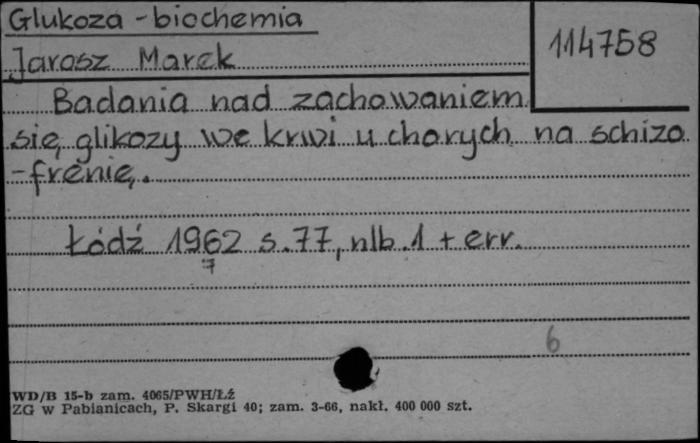 Glukoza - biochemia
114758
Jarosz Marek
Badania nad zachowaniem
się glikozy we krwi u chorych na schizo
-frenię.
Łódź 1962 s. 77, nlb. 1 + err.
7
6
WD/B 15-b zam. 4065/PWH/ŁŹ
ZG w Pabianicach, P. Skargi 40; zam. 3-66, nakł. 400 000 szt.